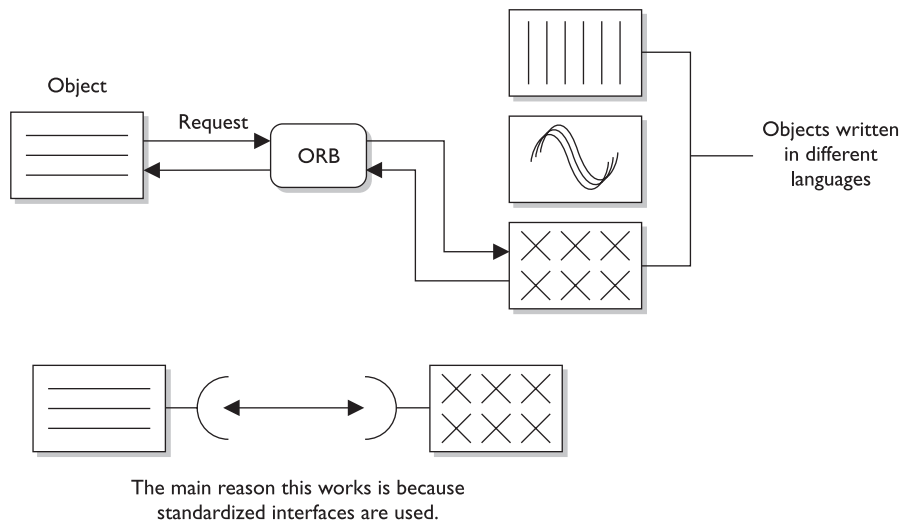 Object
Request
ORB
Objects written
in different
languages
The main reason this works is because
standardized interfaces are used.